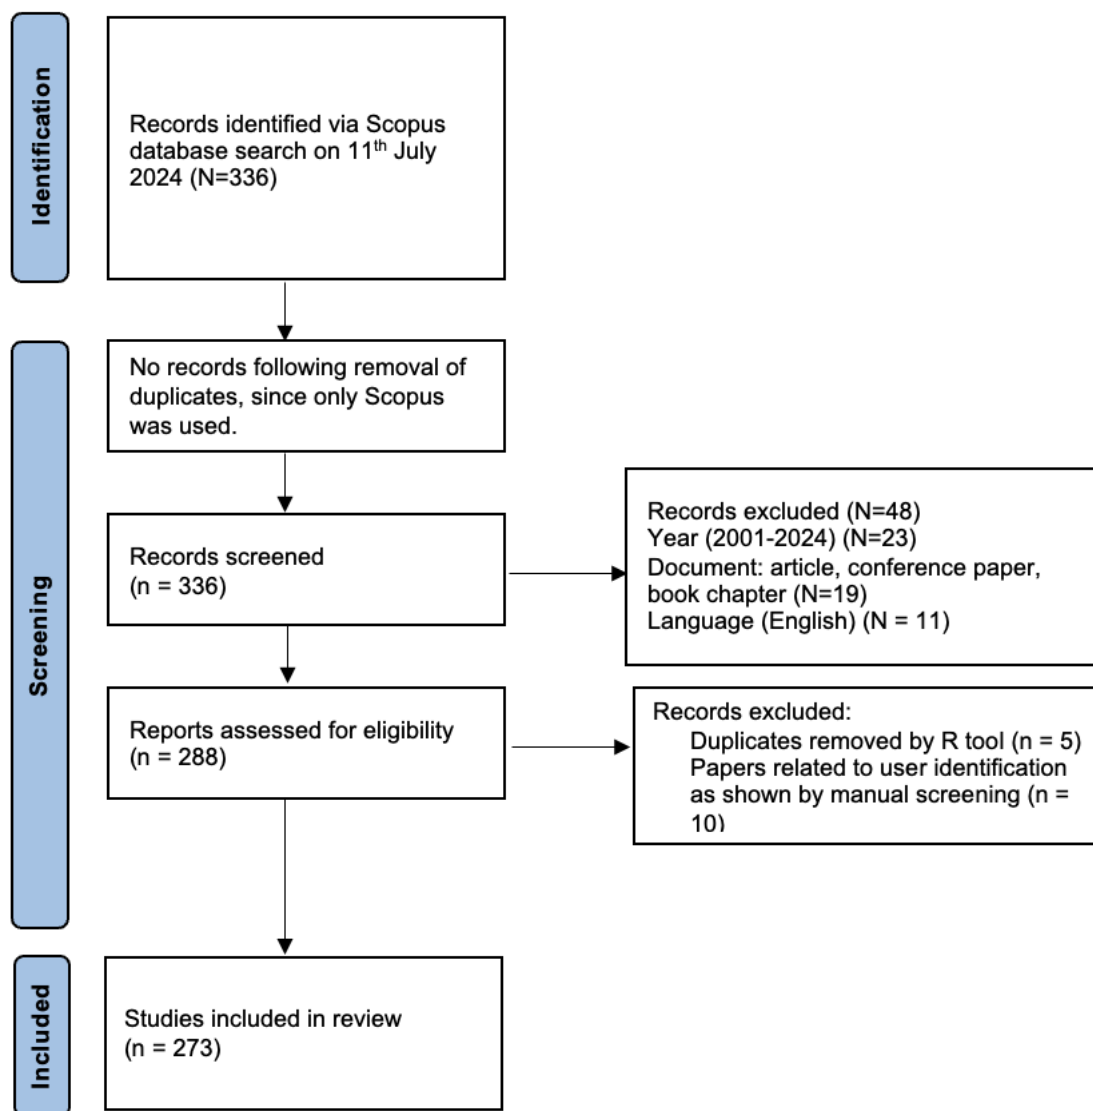 Identification
Records identified via Scopus
database search on 11th July
2024 (N=336)
Screening
No records following removal of
duplicates, since only Scopus
was used.
Records screened
(n = 336)
Records excluded (N=48)
Year (2001-2024) (N=23)
Document: article, conference paper,
book chapter (N=19)
Language (English) (N = 11)
Reports assessed for eligibility
(n = 288)
Records excluded:
Duplicates removed by R tool (n = 5)
Papers related to user identification
as shown by manual screening (n =
10)
Included
Studies included in review
(n = 273)